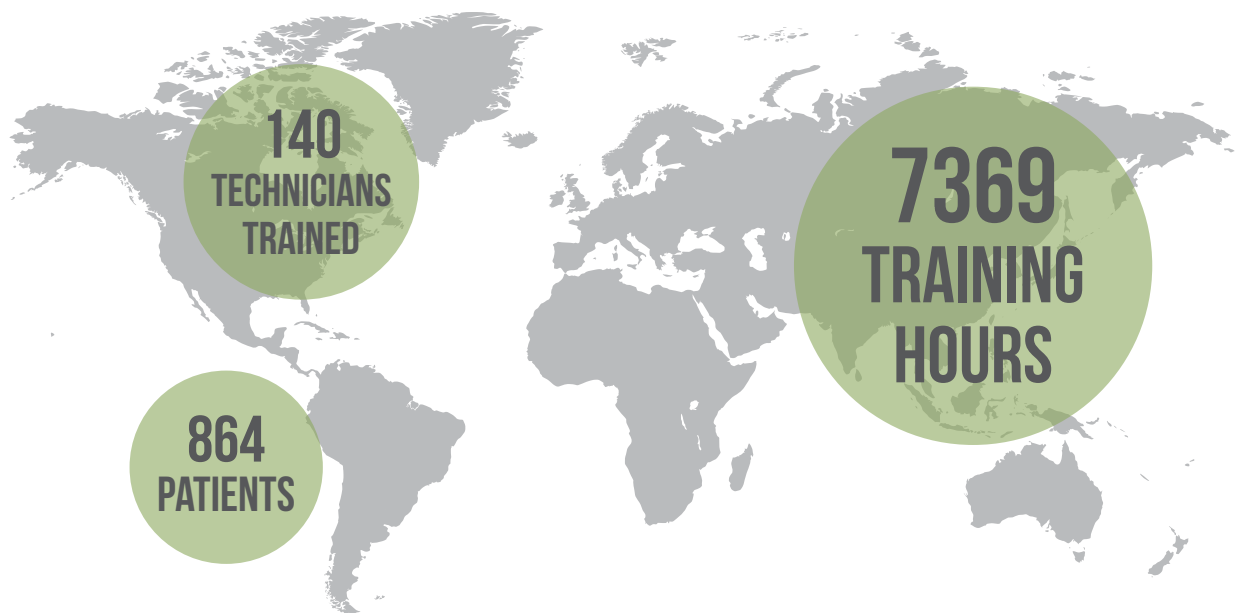 140
TECHNICIANS
TRAINED
7369
TRAINING
HOURS
864
PATIENTS